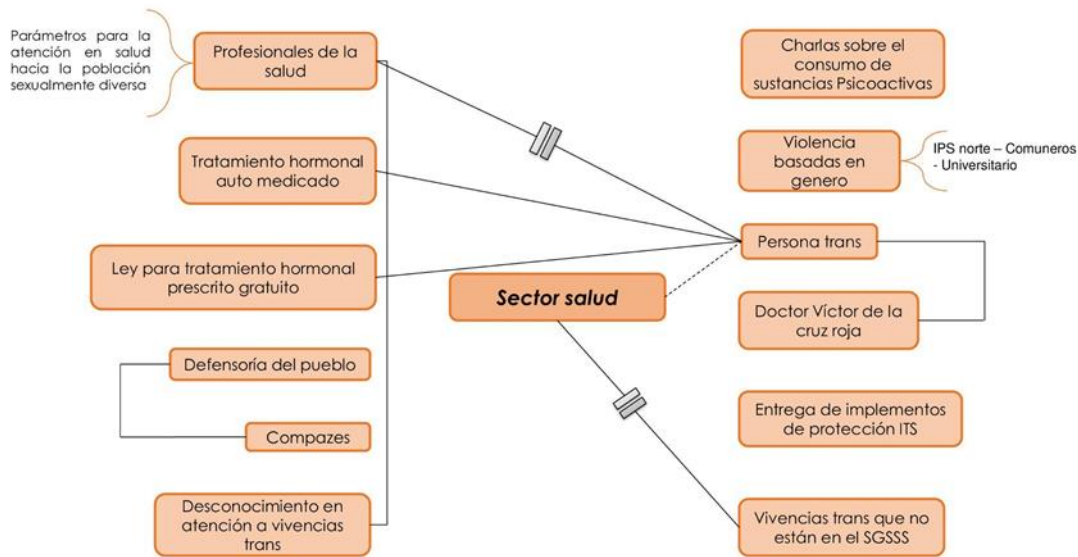 Parámetros para la
atención en salud
hacia la población
sexualmente diversa
Profesionales de la
salud
Tratamiento hormonal
auto medicado
Ley para tratamiento hormonal
prescrito gratuito
Defensoría del pueblo
Compazes
Desconocimiento en
atención a vivencias
trans
Sector salud
Charlas sobre el
consumo de
sustancias Psicoactivas
Violencia
basadas en
genero
IPS norte – Comuneros
- Universitario
Persona trans
Doctor Víctor de la
cruz roja
Entrega de implementos
de protección ITS
Vivencias trans que no
están en el SGSSS